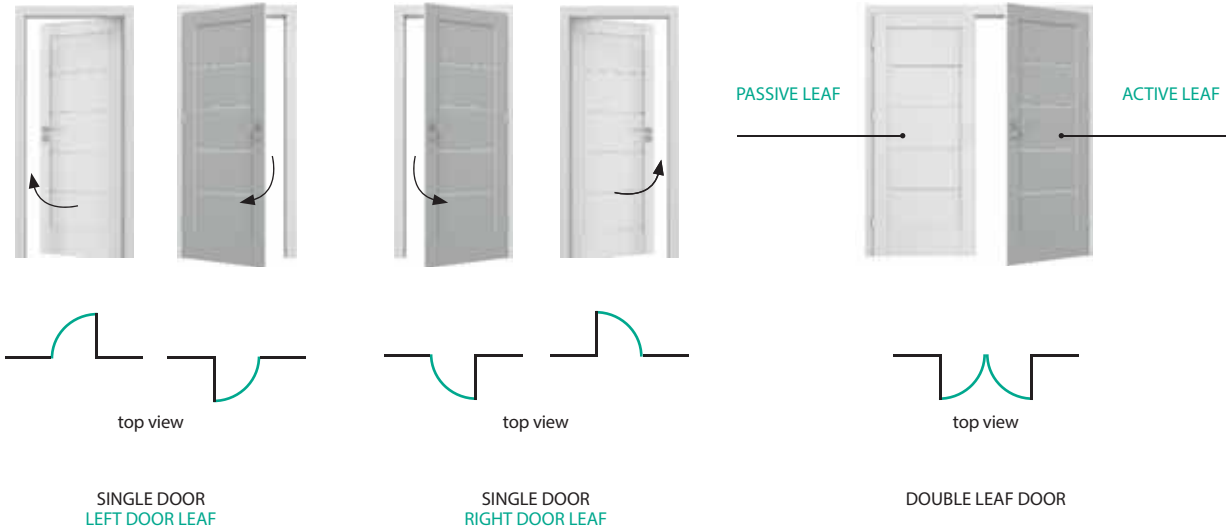 PASSIVE LEAF
ACTIVE LEAF
top view
top view
top view
SINGLE DOOR
LEFT DOOR LEAF
SINGLE DOOR
RIGHT DOOR LEAF
DOUBLE LEAF DOOR